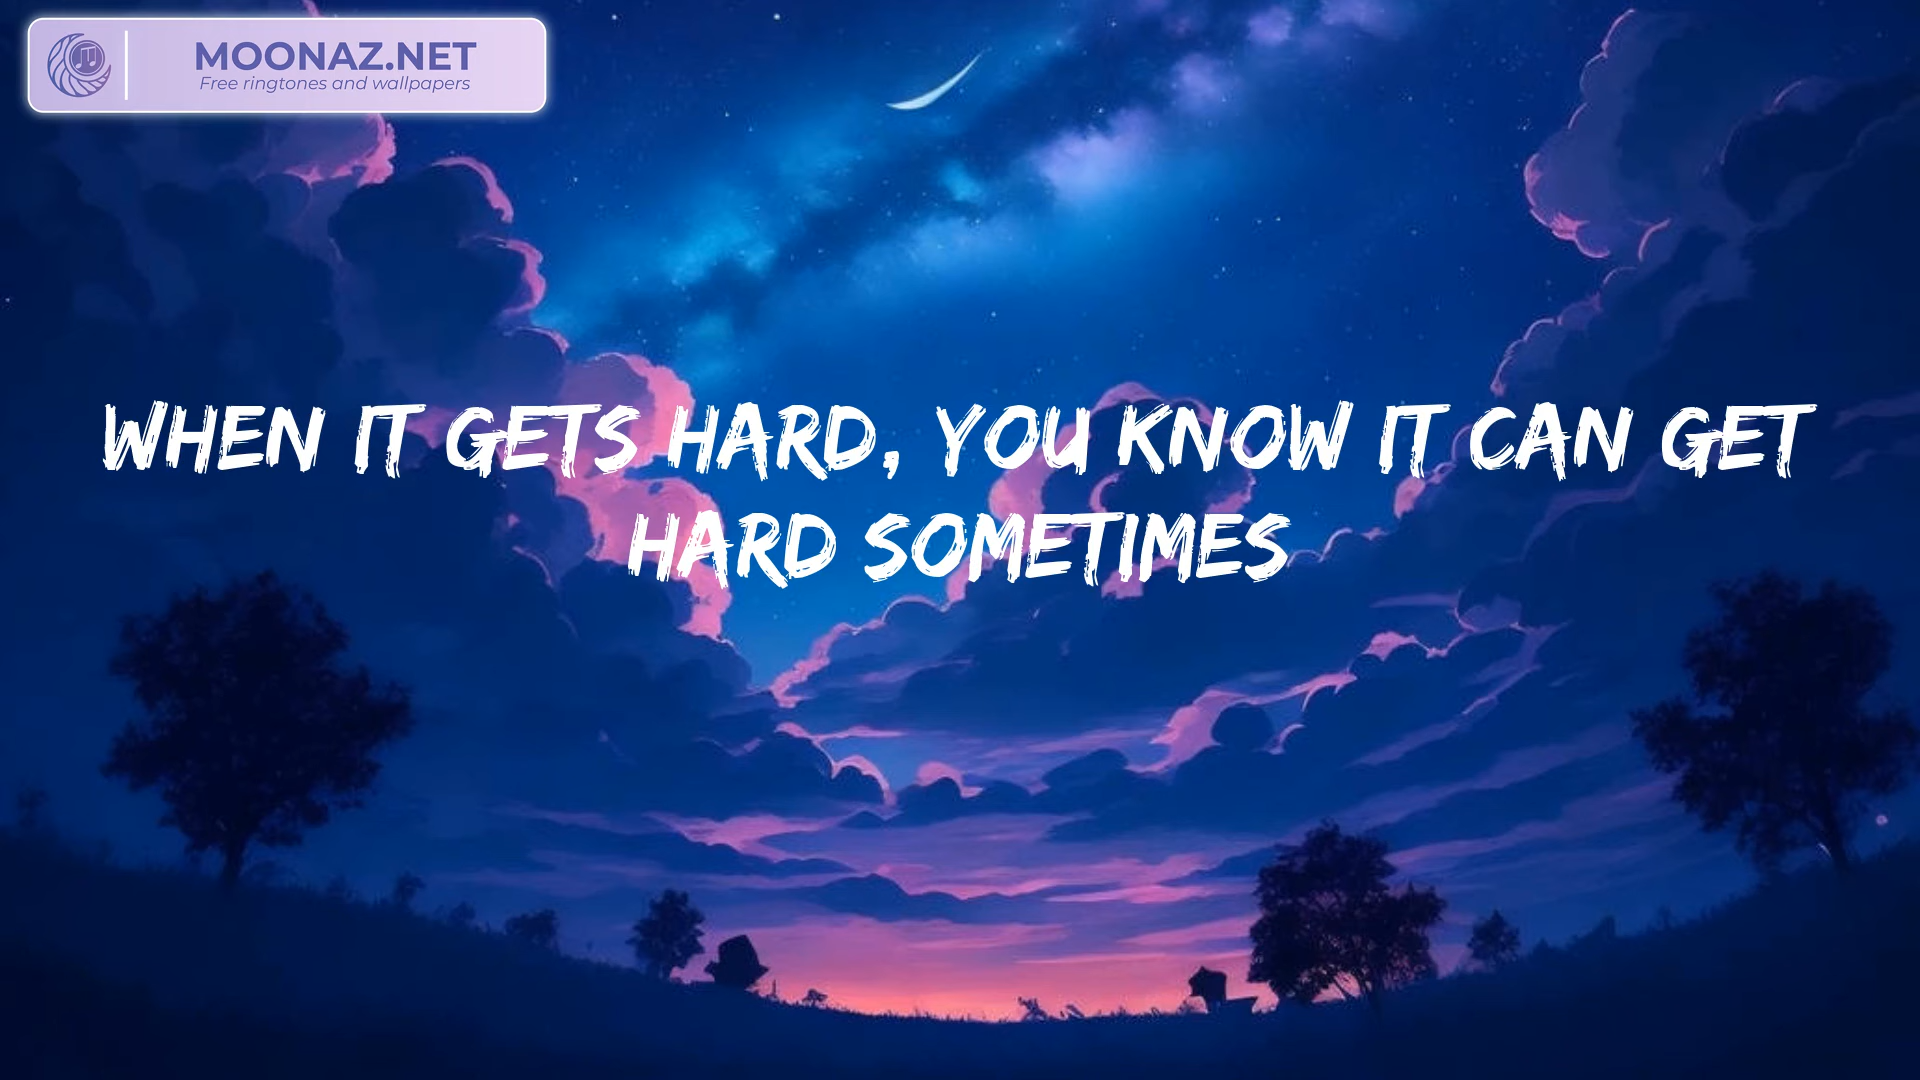 MOONAZ.NET
Free ringtones and wallpapers
WHEN IT GETS HARD, YOU KNOW IT CAN GET
HARD SOMETIMES